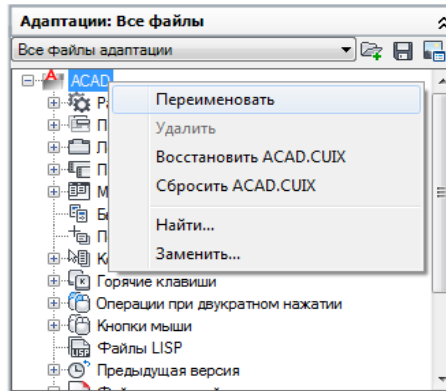 Адаптации: Все файлы
Все файлы адаптации
ACAD
Переименовать
Удалить
Восстановить ACAD.CUIX
Сбросить ACAD.CUIX
Найти...
Заменить...
Горячие клавиши
Операции при двукратном нажатии
Кнопки мыши
Файлы LISP
Предыдущая версия